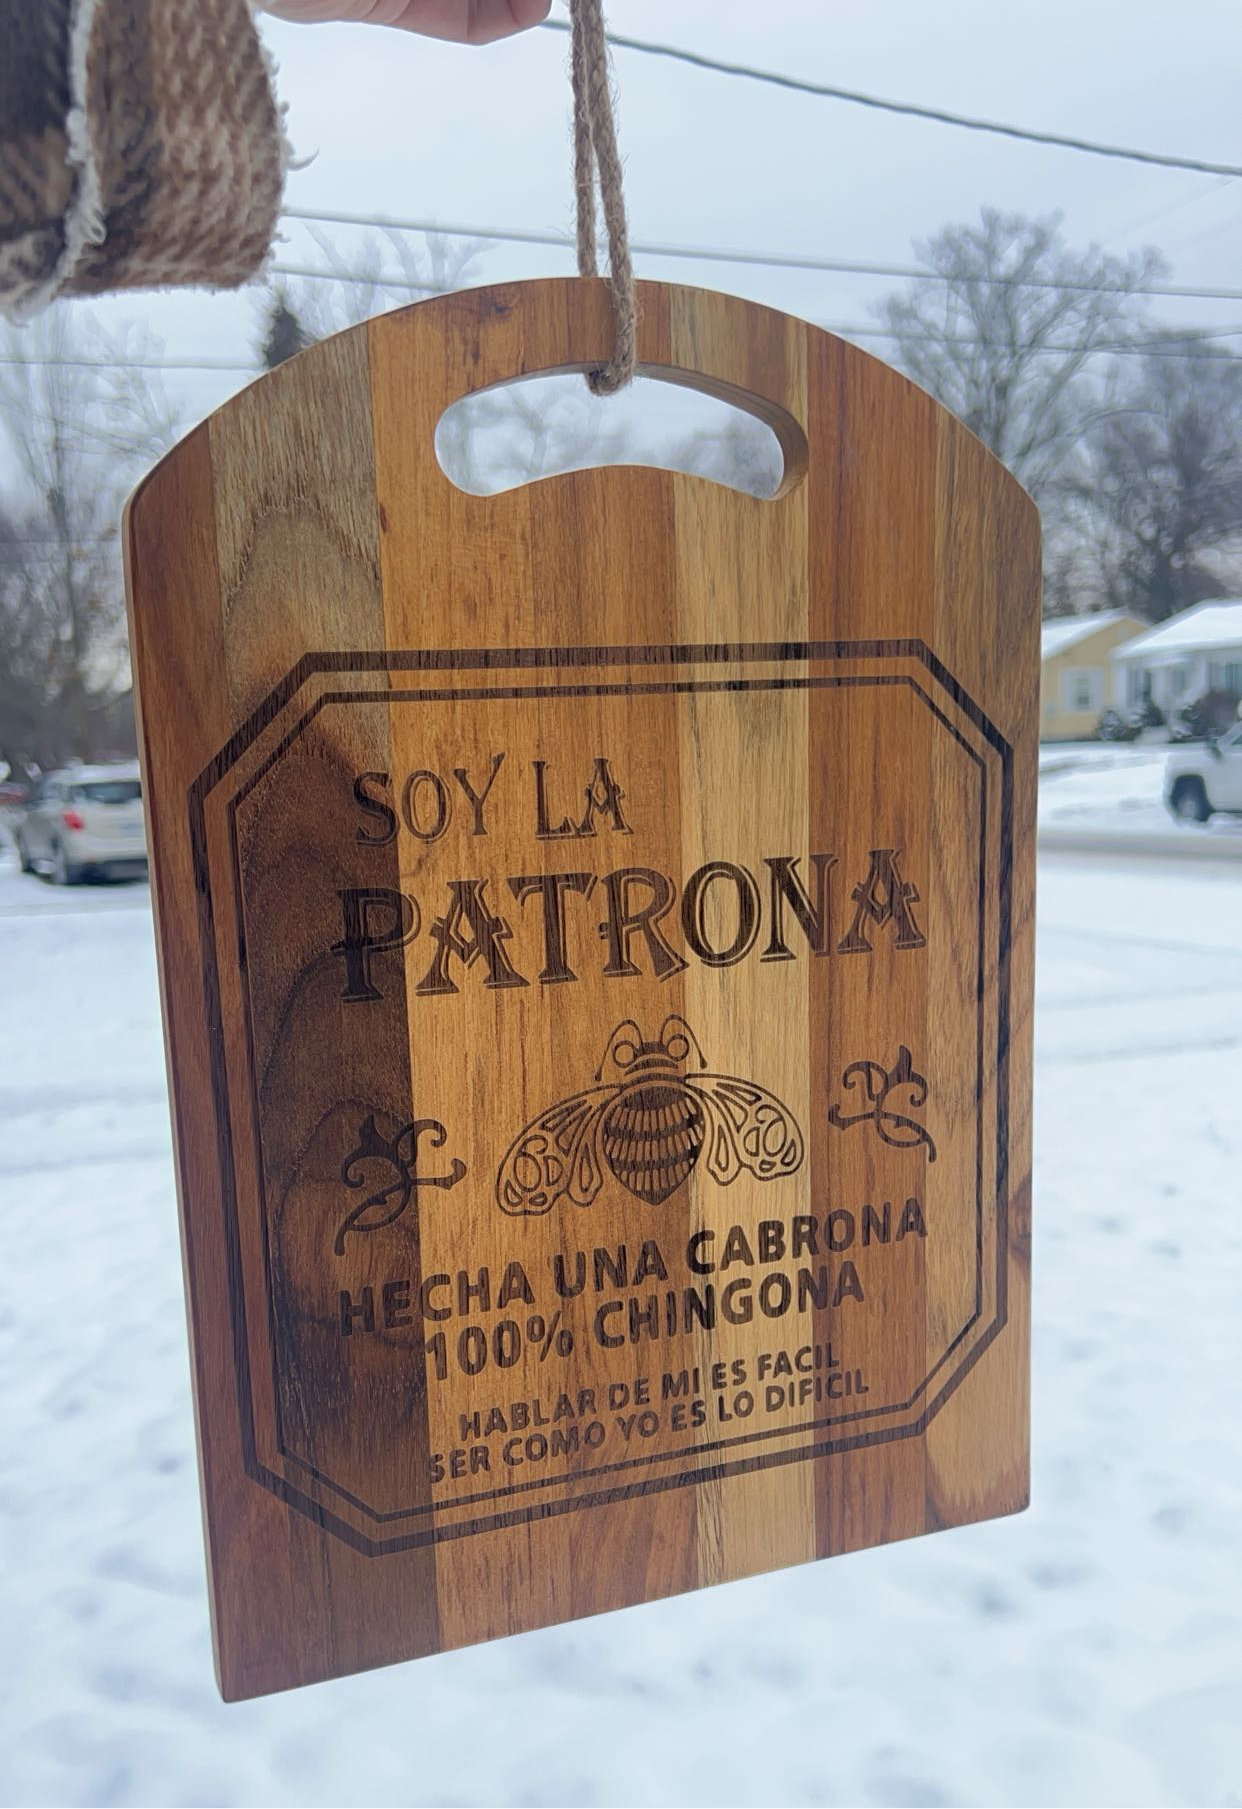 SOY LA
PATRONA
HECHA UNA CABRONA
100% CHINGONA
HABLAR DE MI ES FACIL
SER COMO YO ES LO DIFICIL